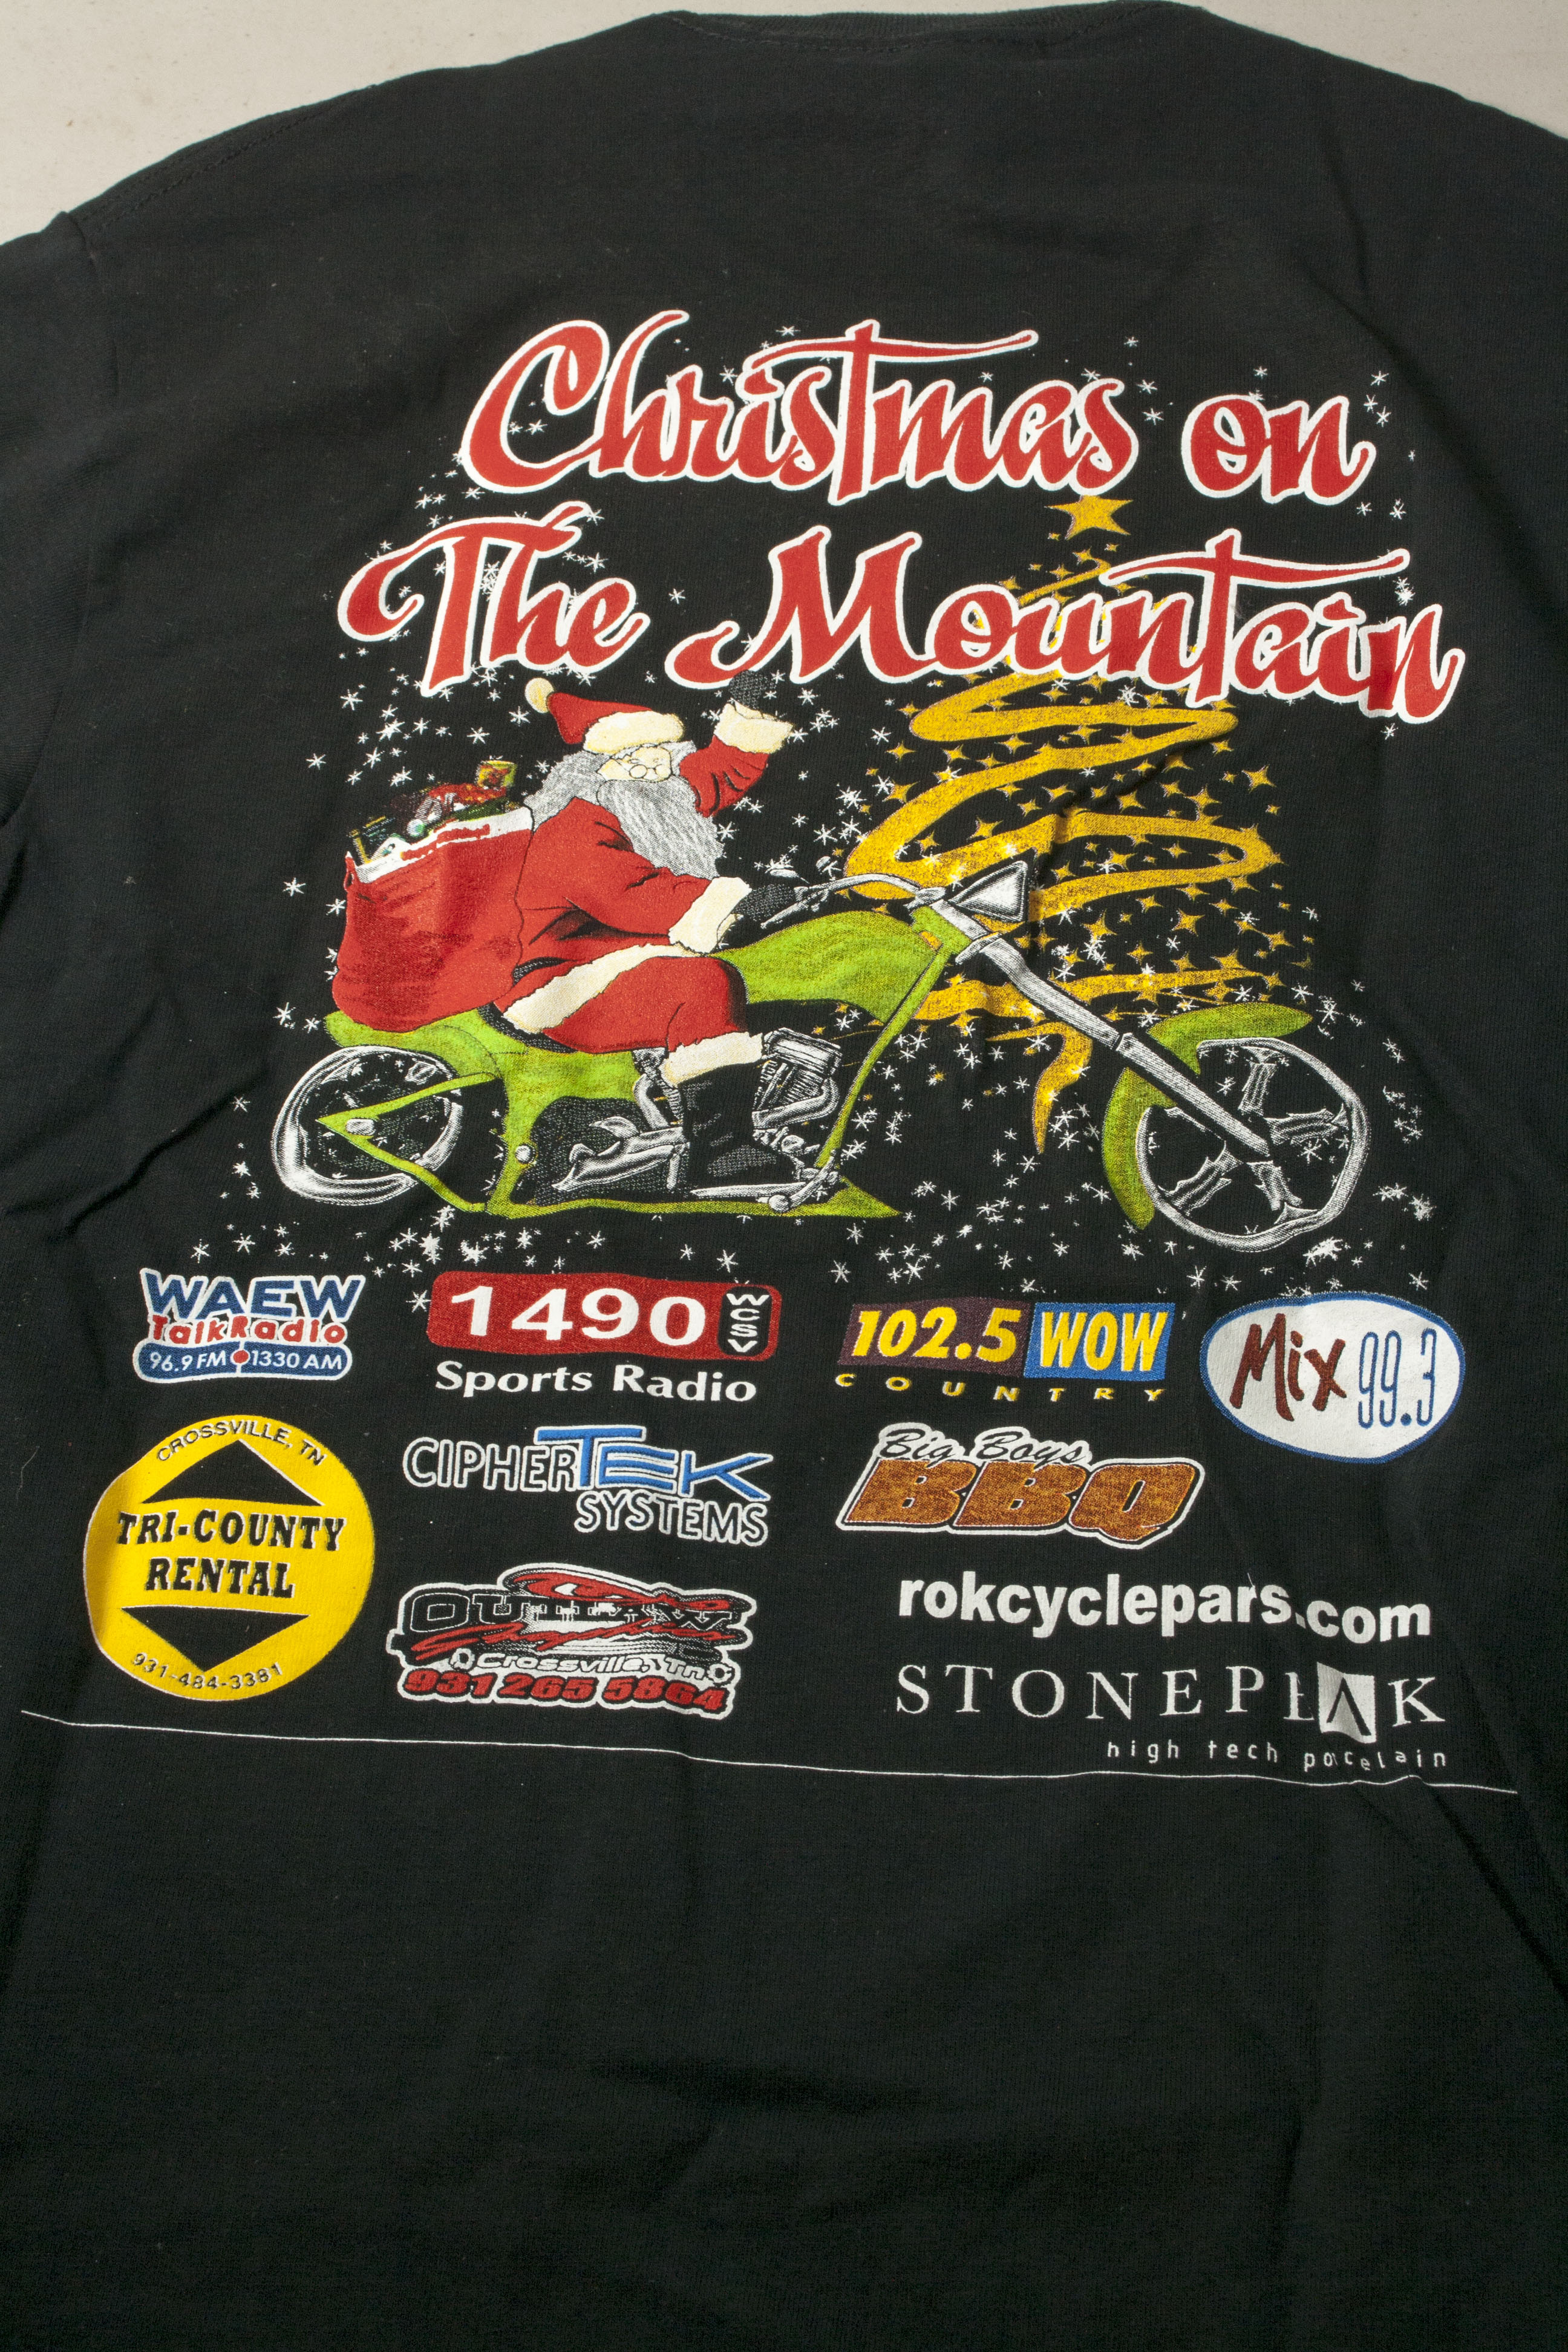 Christmas on
The Mountain
WAEW
TalkRadio
96.9 FM 1330 AM
1490 WCSV
Sports Radio
102.5 WOW
COUNTRY
Mix 99.3
CROSSVILLE, TN
TRI-COUNTY
RENTAL
931-484-3381
CIPHERTEK
SYSTEMS
Big Boys
BBQ
OUTLAW
Graphics
Crossville, Tn
931 265 5864
rokcyclepars.com
STONEPEAK
high tech porcelain